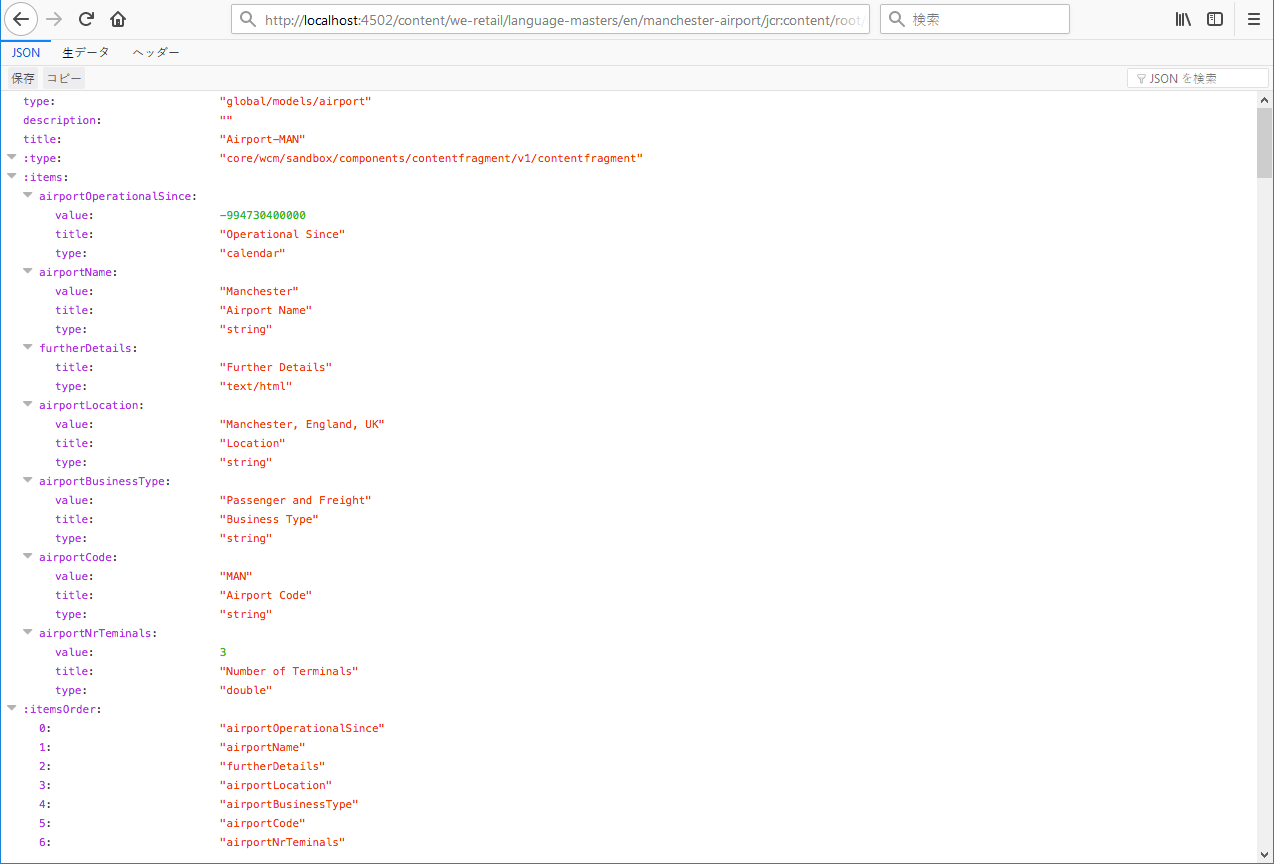 http://localhost:4502/content/we-retail/language-masters/en/manchester-airport/jcr:content/root/
検索
JSON 生データ ヘッダー
保存 コピー
JSON を検索
type: "global/models/airport"
description: ""
title: "Airport-MAN"
:type: "core/wcm/sandbox/components/contentfragment/v1/contentfragment"
:items:
airportOperationalSince:
value: -994730400000
title: "Operational Since"
type: "calendar"
airportName:
value: "Manchester"
title: "Airport Name"
type: "string"
furtherDetails:
title: "Further Details"
type: "text/html"
airportLocation:
value: "Manchester, England, UK"
title: "Location"
type: "string"
airportBusinessType:
value: "Passenger and Freight"
title: "Business Type"
type: "string"
airportCode:
value: "MAN"
title: "Airport Code"
type: "string"
airportNrTeminals:
value: 3
title: "Number of Terminals"
type: "double"
:itemsOrder:
0: "airportOperationalSince"
1: "airportName"
2: "furtherDetails"
3: "airportLocation"
4: "airportBusinessType"
5: "airportCode"
6: "airportNrTeminals"